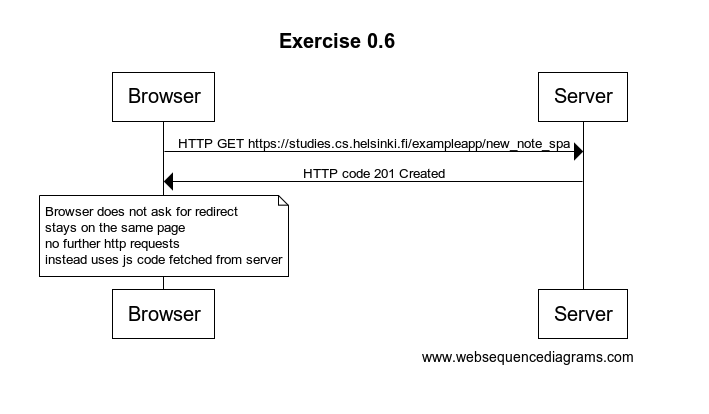 Exercise 0.6
Browser
Server
HTTP GET https://studies.cs.helsinki.fi/exampleapp/new_note_spa
HTTP code 201 Created
Browser does not ask for redirect
stays on the same page
no further http requests
instead uses js code fetched from server
Browser
Server
www.websequencediagrams.com